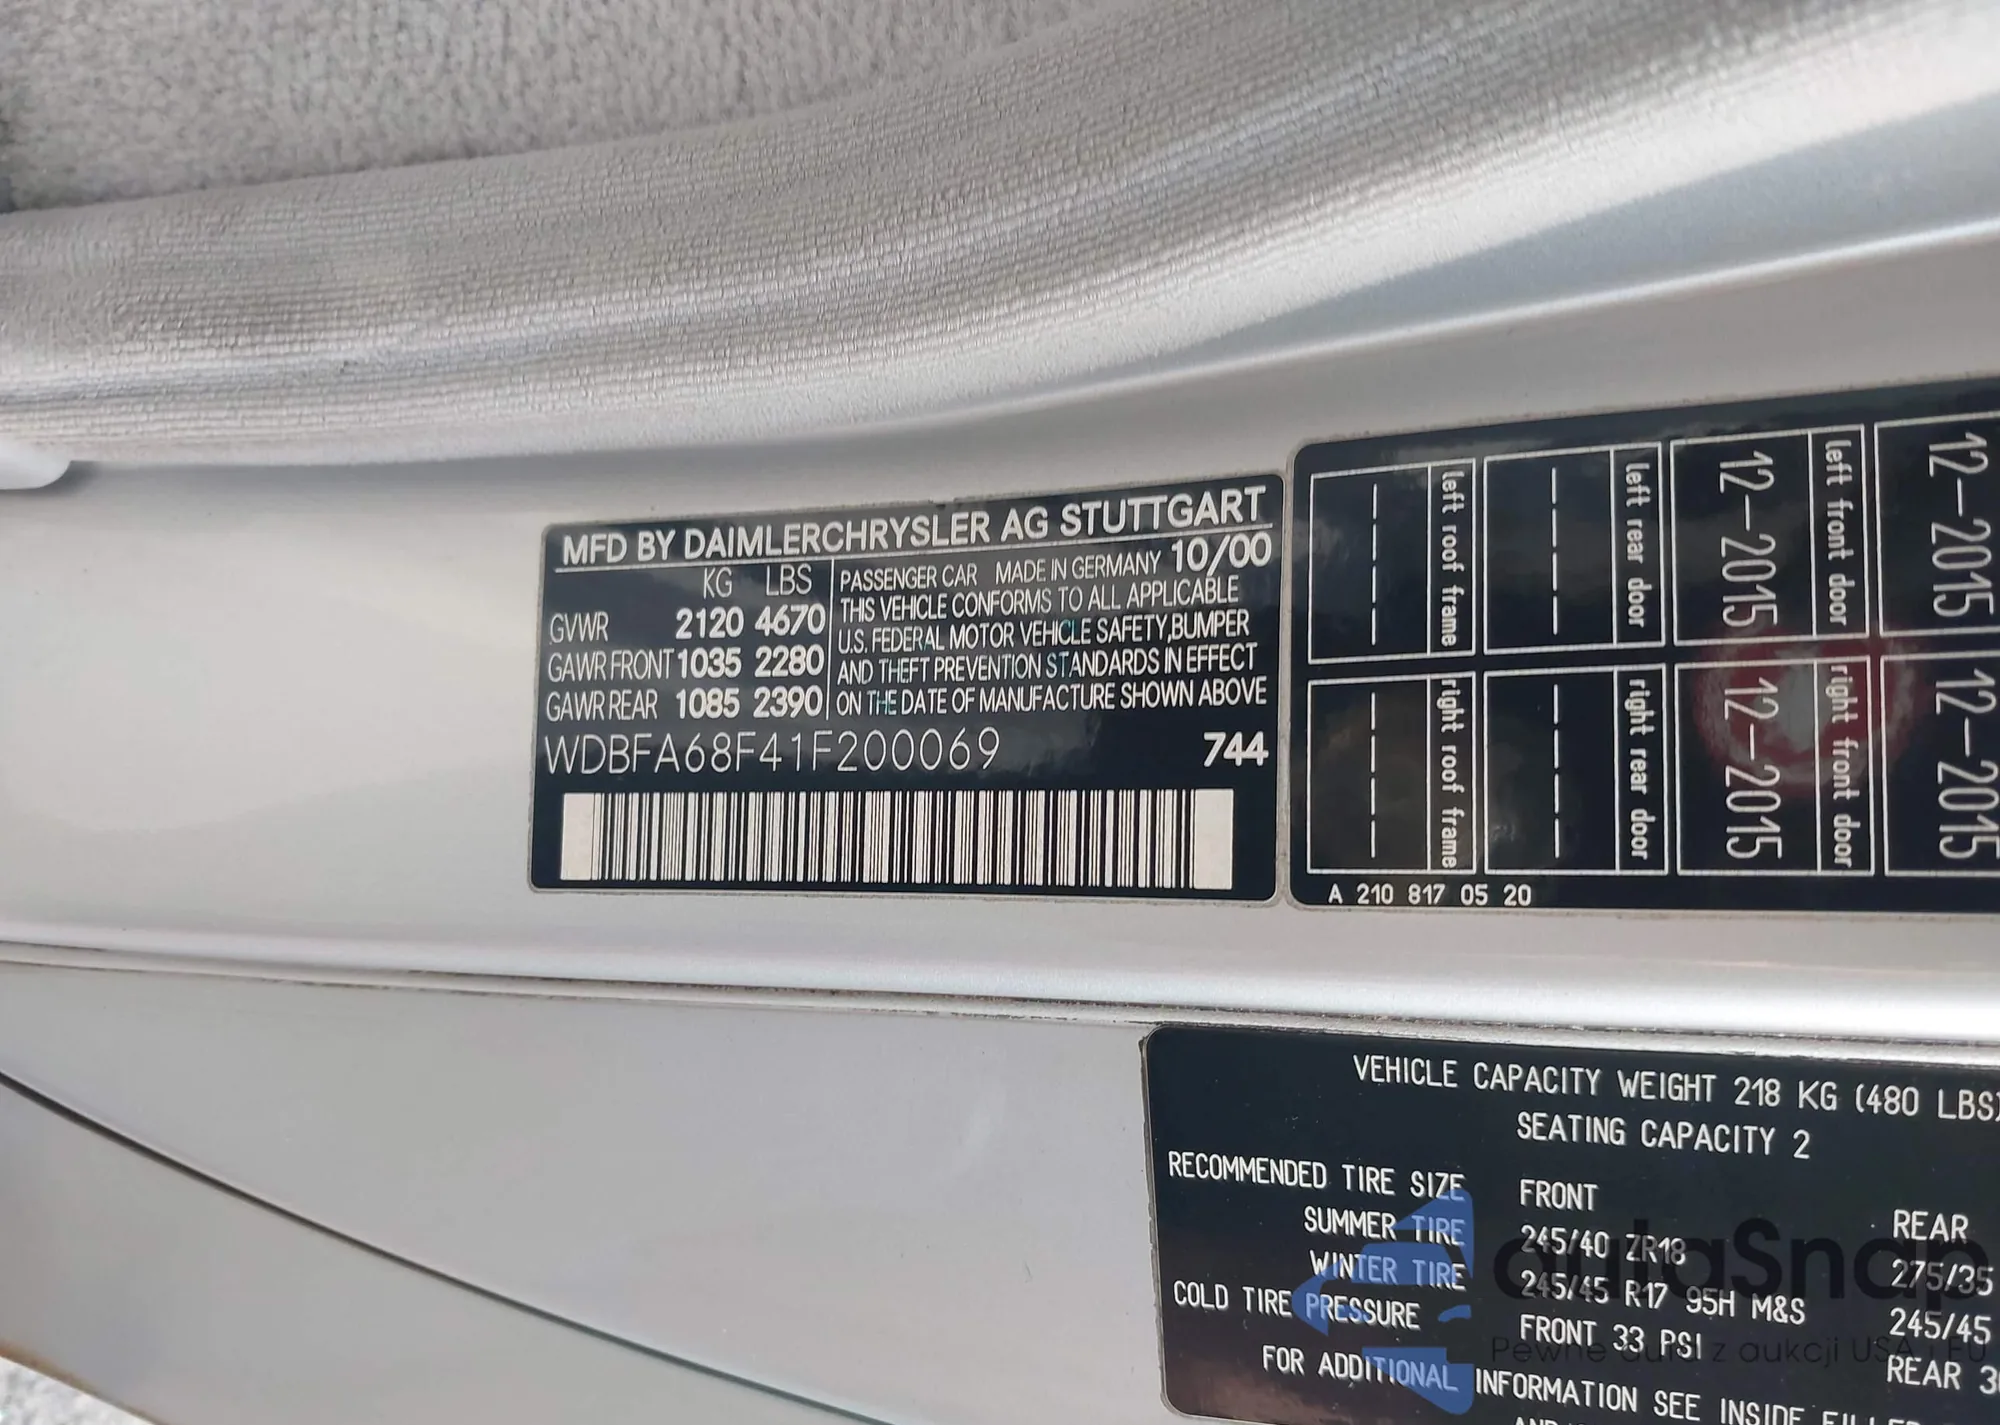 MFD BY DAIMLERCHRYSLER AG STUTTGART
KG LBS
GVWR 2120 4670
GAWR FRONT 1035 2280
GAWR REAR 1085 2390
PASSENGER CAR MADE IN GERMANY 10/00
THIS VEHICLE CONFORMS TO ALL APPLICABLE
U.S. FEDERAL MOTOR VEHICLE SAFETY,BUMPER
AND THEFT PREVENTION STANDARDS IN EFFECT
ON THE DATE OF MANUFACTURE SHOWN ABOVE
WDBFA68F41F200069 744
left roof frame
left rear door
left front door
12-2015
12-2015
right roof frame
right rear door
right front door
12-2015
12-2015
A 210 817 05 20
VEHICLE CAPACITY WEIGHT 218 KG (480 LBS)
SEATING CAPACITY 2
RECOMMENDED TIRE SIZE FRONT REAR
SUMMER TIRE 245/40 ZR18 275/35
WINTER TIRE 245/45 R17 95H M&S 245/45
COLD TIRE PRESSURE FRONT 33 PSI REAR
FOR ADDITIONAL INFORMATION SEE INSIDE
autaSnap
Pewne auta z aukcji USA i EU